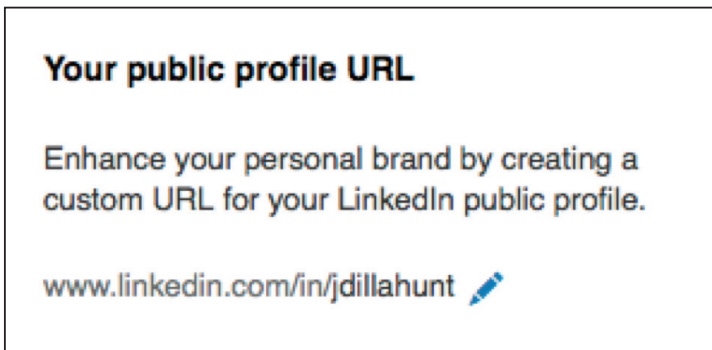 Your public profile URL
Enhance your personal brand by creating a
custom URL for your LinkedIn public profile.
www.linkedin.com/in/jdillahunt